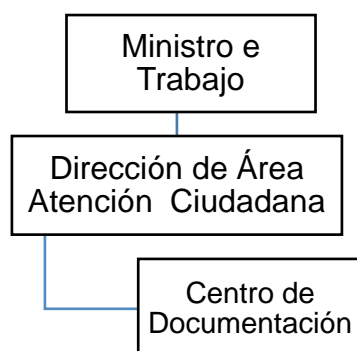 Ministro e
Trabajo
Dirección de Área
Atención Ciudadana
Centro de
Documentación